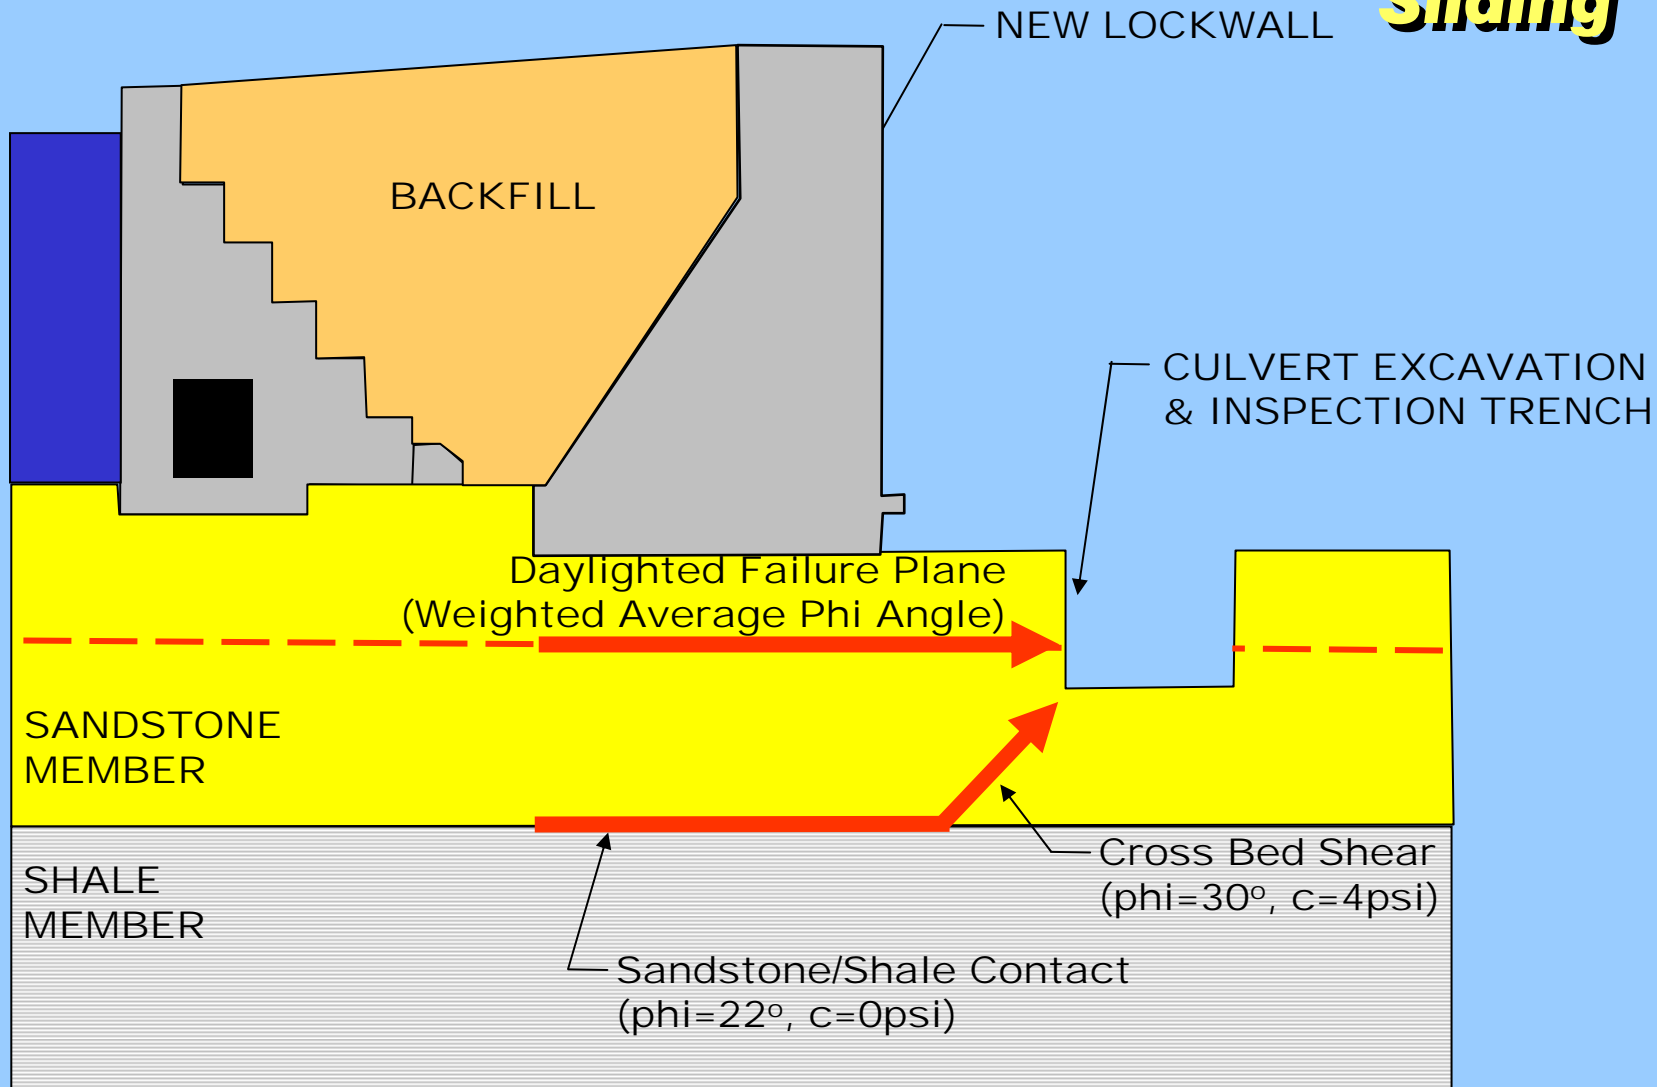 Sliding
NEW LOCKWALL
BACKFILL
CULVERT EXCAVATION
& INSPECTION TRENCH
Daylighted Failure Plane
(Weighted Average Phi Angle)
SANDSTONE
MEMBER
Cross Bed Shear
(phi=30°, c=4psi)
SHALE
MEMBER
Sandstone/Shale Contact
(phi=22°, c=0psi)